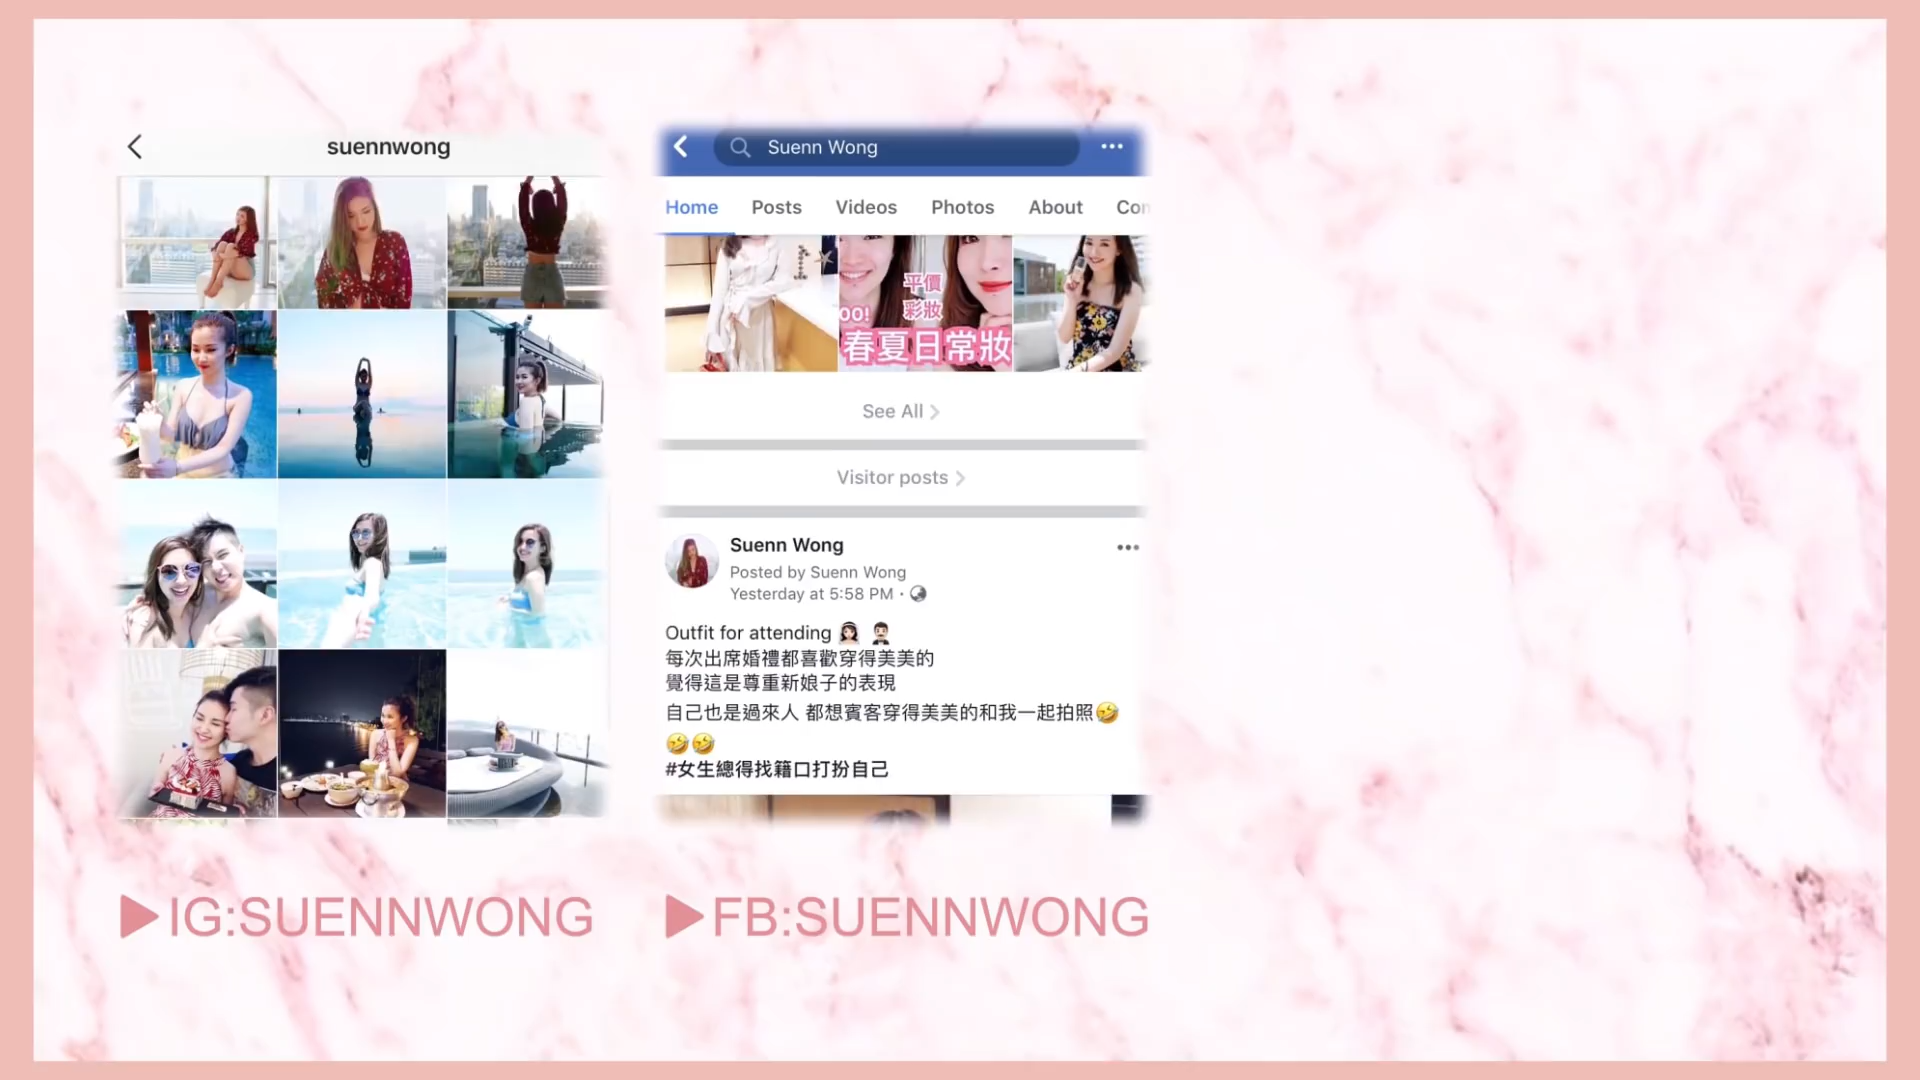 suennwong
Suenn Wong
Home Posts Videos Photos About Con
平價
彩妝
OO!
春夏日常妝
See All
Visitor posts
Suenn Wong
Posted by Suenn Wong
Yesterday at 5:58 PM ·
Outfit for attending 👰🏻 🤵🏻
每次出席婚禮都喜歡穿得美美的
覺得這是尊重新娘子的表現
自己也是過來人 都想賓客穿得美美的和我一起拍照🤣
🤣🤣
#女生總得找籍口打扮自己
▶IG:SUENNWONG
▶FB:SUENNWONG